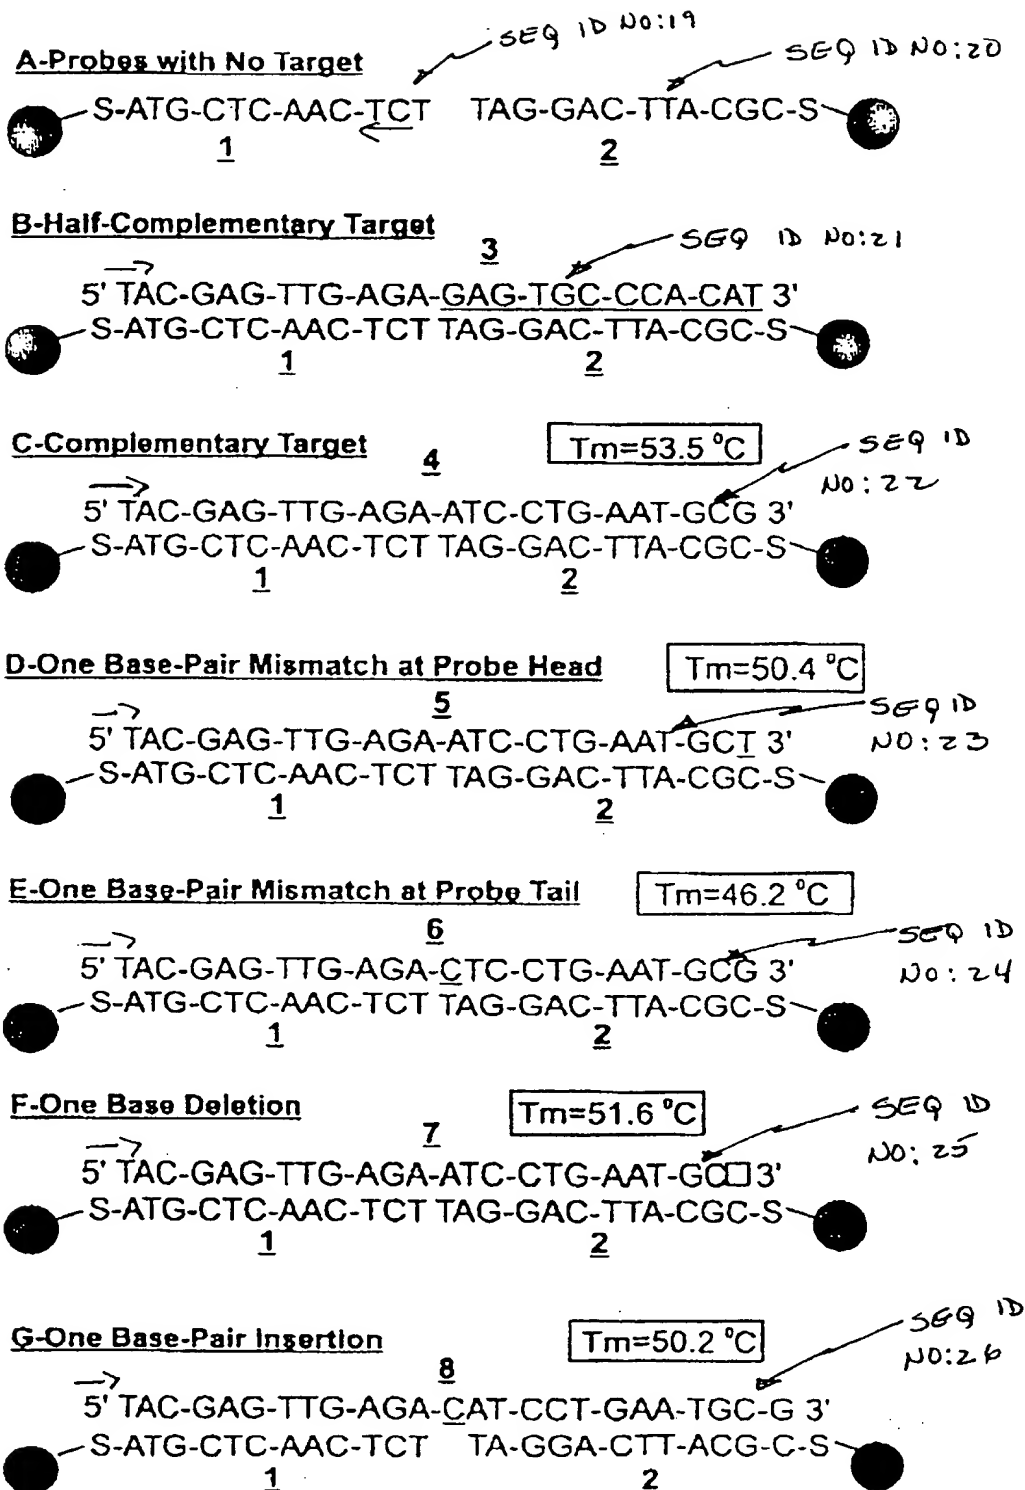 SEQ ID NO:19
A-Probes with No Target
SEQ ID NO:20
S-ATG-CTC-AAC-TCT TAG-GAC-TTA-CGC-S
1 2
B-Half-Complementary Target
3
SEQ ID NO:21
5' TAC-GAG-TTG-AGA-GAG-TGC-CCA-CAT 3'
S-ATG-CTC-AAC-TCT TAG-GAC-TTA-CGC-S
1 2
C-Complementary Target
4
Tm=53.5 °C
SEQ ID
NO:22
5' TAC-GAG-TTG-AGA-ATC-CTG-AAT-GCG 3'
S-ATG-CTC-AAC-TCT TAG-GAC-TTA-CGC-S
1 2
D-One Base-Pair Mismatch at Probe Head
Tm=50.4 °C
5
SEQ ID
NO:23
5' TAC-GAG-TTG-AGA-ATC-CTG-AAT-GCT 3'
S-ATG-CTC-AAC-TCT TAG-GAC-TTA-CGC-S
1 2
E-One Base-Pair Mismatch at Probe Tail
Tm=46.2 °C
6
SEQ ID
NO:24
5' TAC-GAG-TTG-AGA-CTC-CTG-AAT-GCG 3'
S-ATG-CTC-AAC-TCT TAG-GAC-TTA-CGC-S
1 2
F-One Base Deletion
Tm=51.6 °C
7
SEQ ID
NO:25
5' TAC-GAG-TTG-AGA-ATC-CTG-AAT-GC□ 3'
S-ATG-CTC-AAC-TCT TAG-GAC-TTA-CGC-S
1 2
G-One Base-Pair Insertion
Tm=50.2 °C
8
SEQ ID
NO:26
5' TAC-GAG-TTG-AGA-CAT-CCT-GAA-TGC-G 3'
S-ATG-CTC-AAC-TCT TA-GGA-CTT-ACG-C-S
1 2